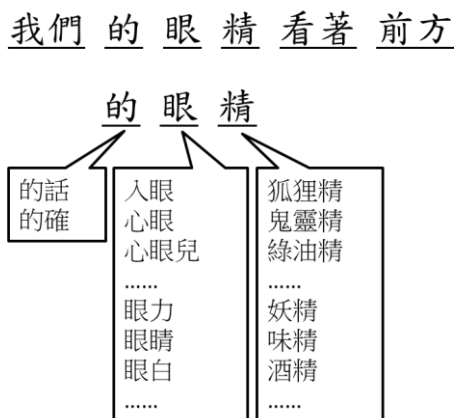 我們 的 眼 精 看著 前方
的 眼 精
的話
的確
入眼
心眼
心眼兒
......
眼力
眼睛
眼白
......
狐狸精
鬼靈精
綠油精
......
妖精
味精
酒精
......